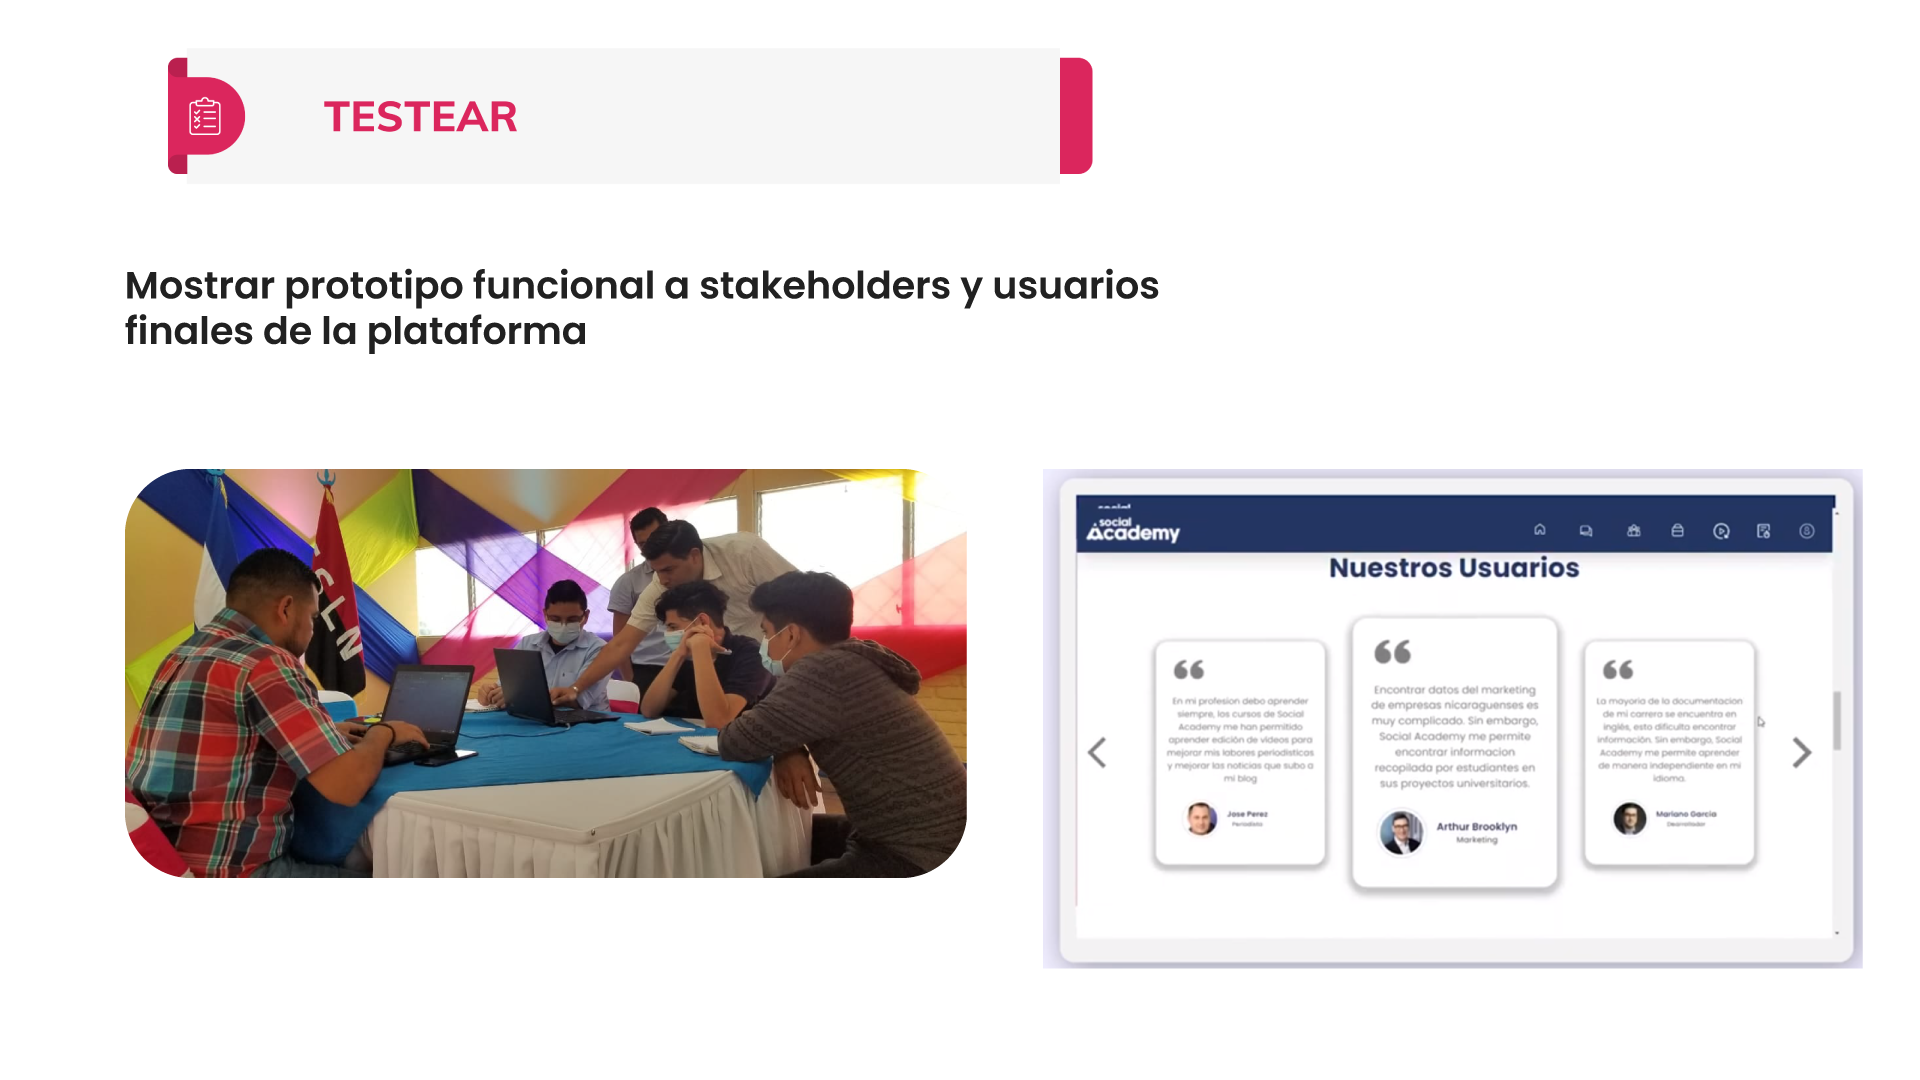 TESTEAR
Mostrar prototipo funcional a stakeholders y usuarios
finales de la plataforma
SLN
social
Academy
Nuestros Usuarios
En mi profesion debo aprender
siempre, los cursos de Social
Academy me han permitido
aprender edición de videos para
mejorar mis labores periodísticas
y mejorar las noticias que subo a
mi blog
Jose Perez
Periodista
Encontrar datos del marketing
de empresas nicaraguenses es
muy complicado. Sin embargo,
Social Academy me permite
encontrar informacion
recopilada por estudiantes en
sus proyectos universitarios.
Arthur Brooklyn
Marketing
La mayoria de la documentacion
de mi carrera se encuentra en
inglés, esto dificulta encontrar
información. Sin embargo, Social
Academy me permite aprender
de manera independiente en mi
idioma.
Mariano García